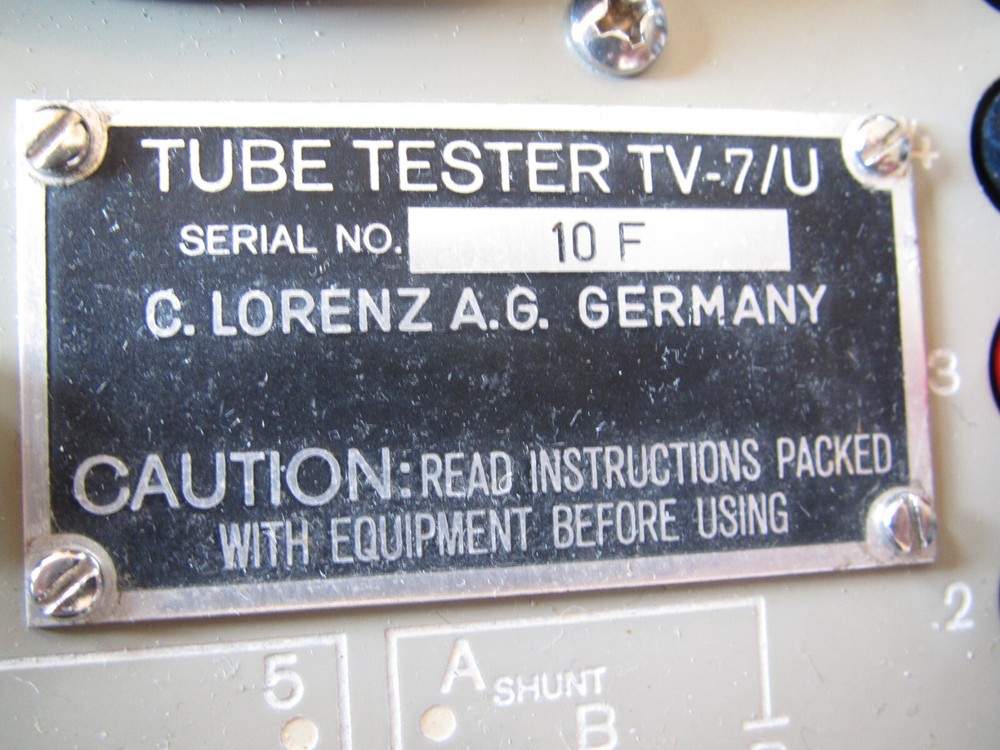 TUBE TESTER TV-7/U
SERIAL NO. 10 F
C. LORENZ A.G. GERMANY
CAUTION: READ INSTRUCTIONS PACKED
WITH EQUIPMENT BEFORE USING
3
.2
5
A SHUNT
B